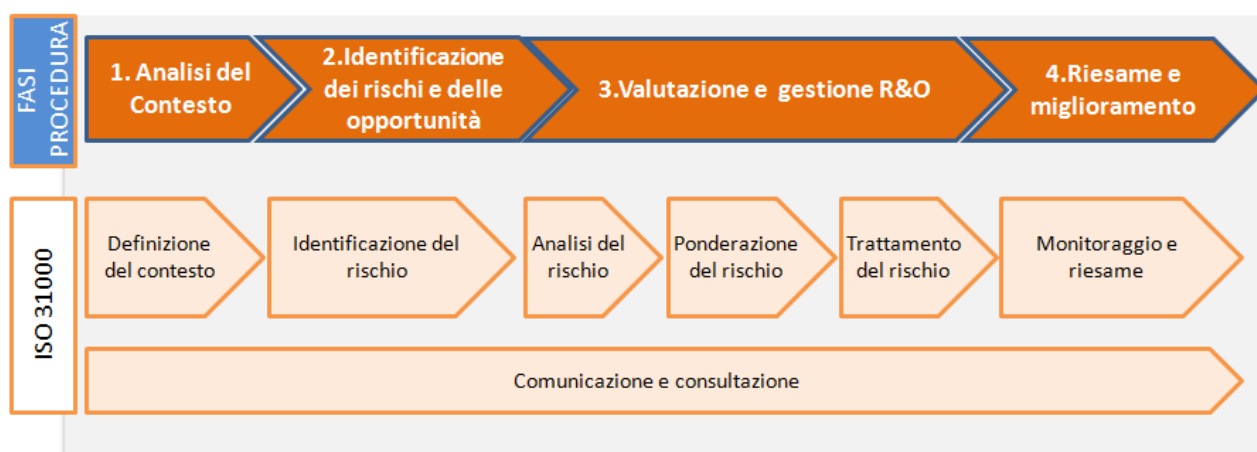 FASI
PROCEDURA
1. Analisi del
Contesto
2.Identificazione
dei rischi e delle
opportunità
3.Valutazione e gestione R&O
4.Riesame e
miglioramento
ISO 31000
Definizione
del contesto
Identificazione del
rischio
Analisi del
rischio
Ponderazione
del rischio
Trattamento
del rischio
Monitoraggio e
riesame
Comunicazione e consultazione